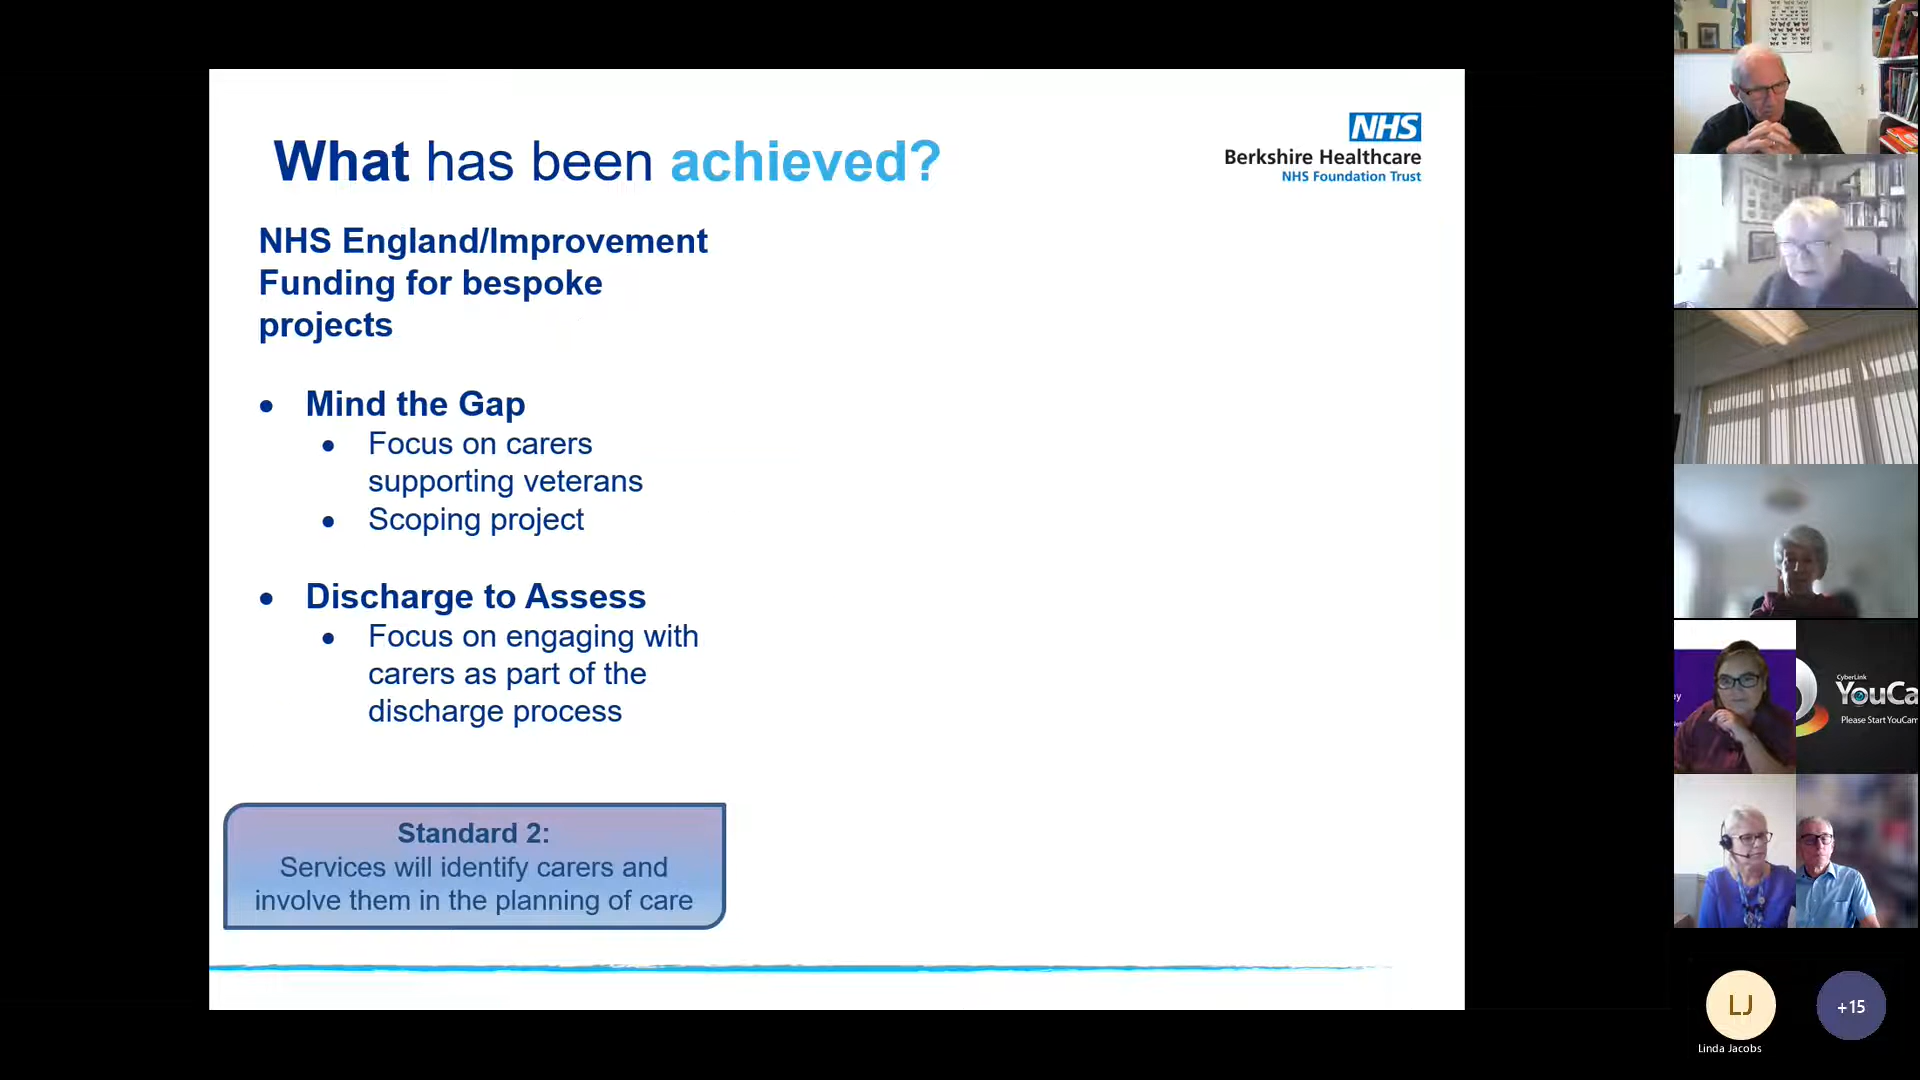 What has been achieved?
NHS
Berkshire Healthcare
NHS Foundation Trust
NHS England/Improvement
Funding for bespoke
projects
• Mind the Gap
• Focus on carers
supporting veterans
• Scoping project
• Discharge to Assess
• Focus on engaging with
carers as part of the
discharge process
Standard 2:
Services will identify carers and
involve them in the planning of care
CyberLink
YouCa
Please Start YouCam
LJ
Linda Jacobs
+15